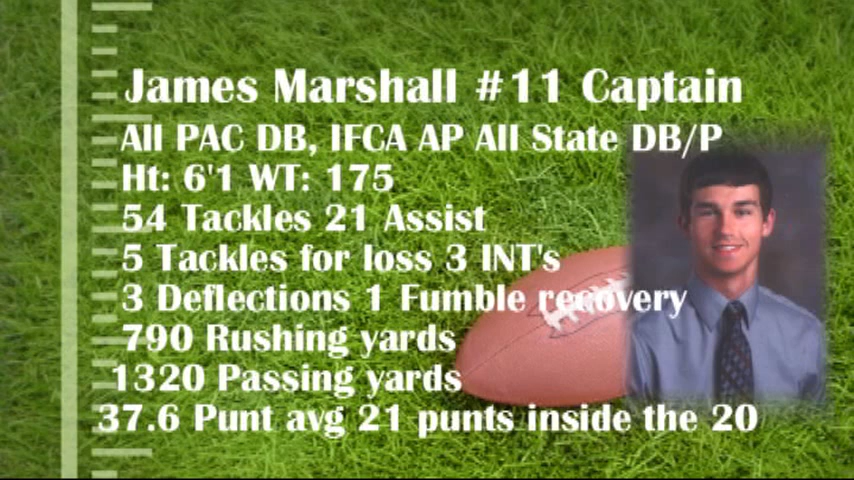 James Marshall #11 Captain
All PAC DB, IFCA AP All State DB/P
Ht: 6'1 WT: 175
54 Tackles 21 Assist
5 Tackles for loss 3 INT's
3 Deflections 1 Fumble recovery
790 Rushing yards
1320 Passing yards
37.6 Punt avg 21 punts inside the 20